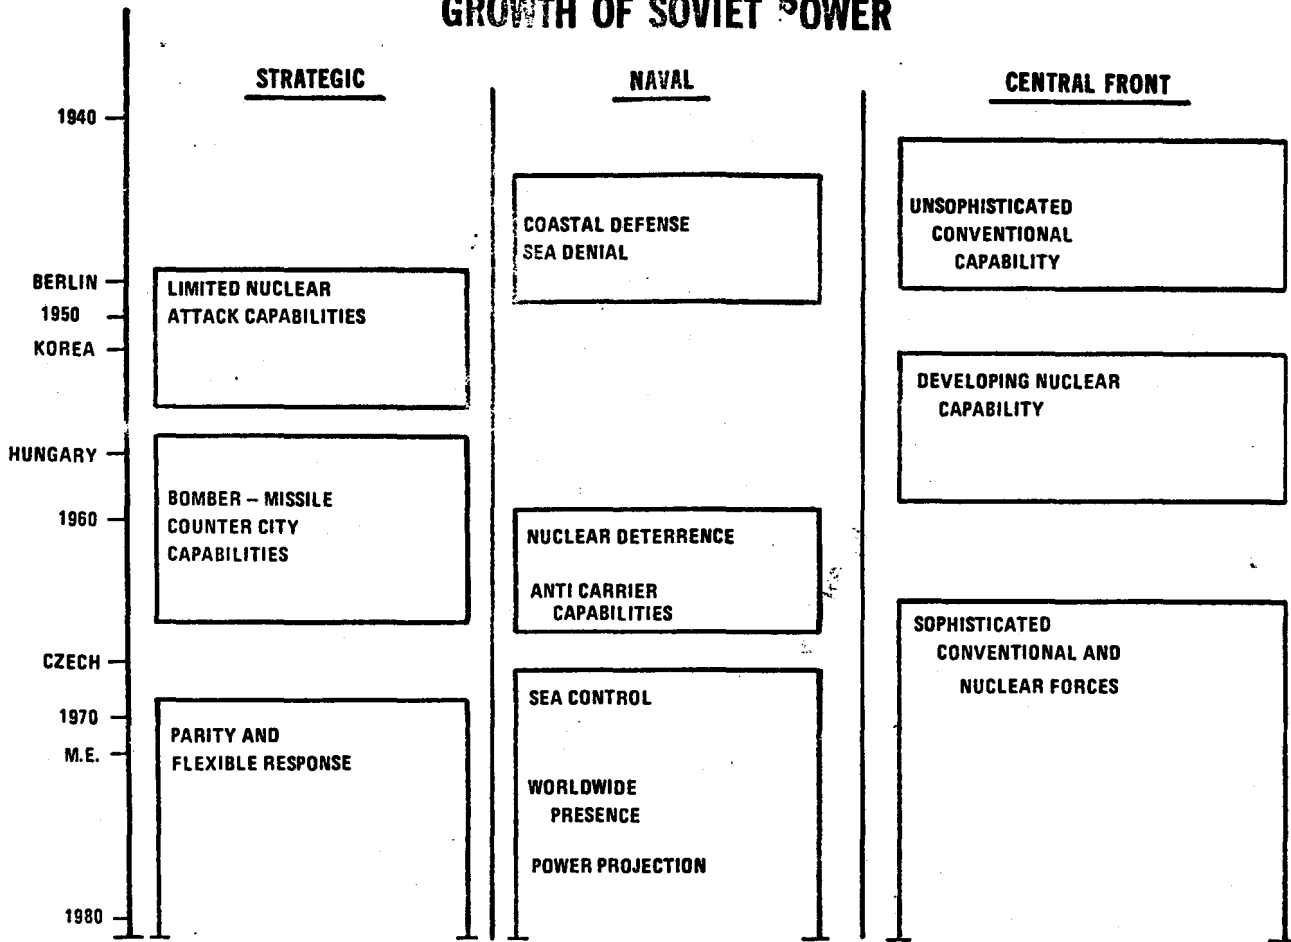 GROWTH OF SOVIET POWER
STRATEGIC
NAVAL
CENTRAL FRONT
1940
BERLIN
1950
KOREA
HUNGARY
1960
CZECH
1970
M.E.
1980
LIMITED NUCLEAR
ATTACK CAPABILITIES
BOMBER – MISSILE
COUNTER CITY
CAPABILITIES
PARITY AND
FLEXIBLE RESPONSE
COASTAL DEFENSE
SEA DENIAL
NUCLEAR DETERRENCE
ANTI CARRIER
CAPABILITIES
SEA CONTROL
WORLDWIDE
PRESENCE
POWER PROJECTION
UNSOPHISTICATED
CONVENTIONAL
CAPABILITY
DEVELOPING NUCLEAR
CAPABILITY
SOPHISTICATED
CONVENTIONAL AND
NUCLEAR FORCES